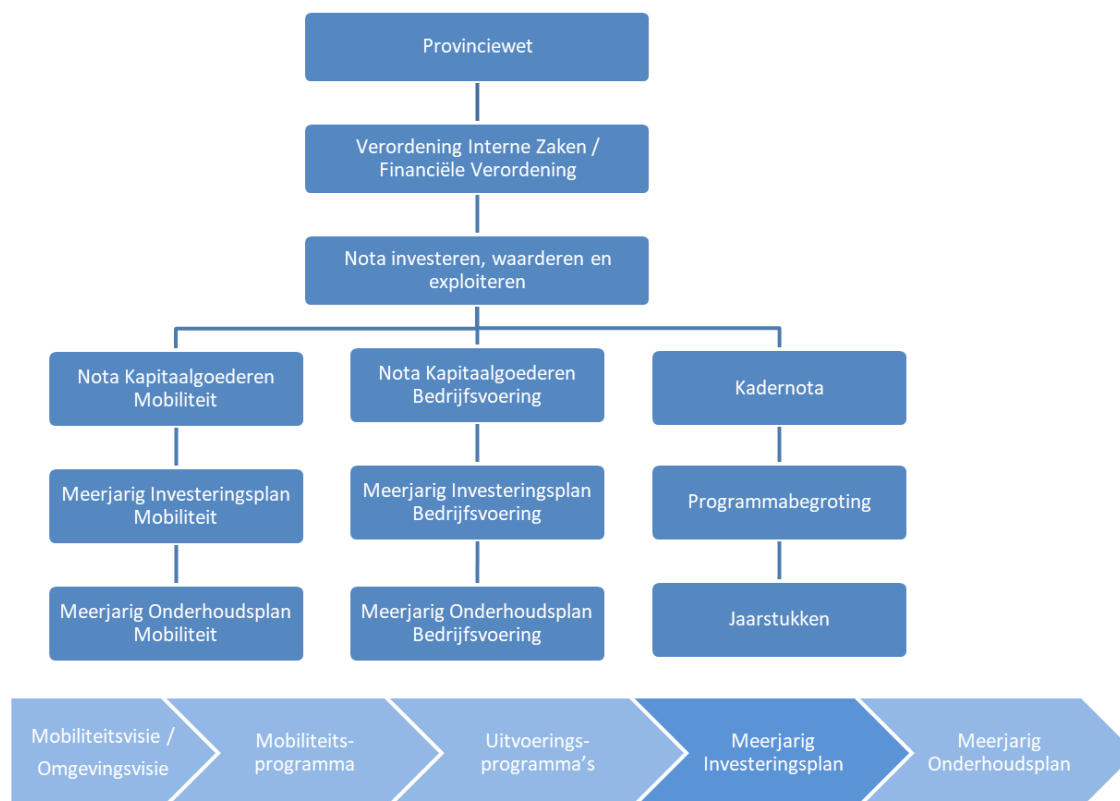 Provinciewet
Verordening Interne Zaken /
Financiële Verordening
Nota investeren, waarderen en
exploiteren
Nota Kapitaalgoederen
Mobiliteit
Nota Kapitaalgoederen
Bedrijfsvoering
Kadernota
Meerjarig Investeringsplan
Mobiliteit
Meerjarig Investeringsplan
Bedrijfsvoering
Programmabegroting
Meerjarig Onderhoudsplan
Mobiliteit
Meerjarig Onderhoudsplan
Bedrijfsvoering
Jaarstukken
Mobiliteitsvisie /
Omgevingsvisie
Mobiliteits-
programma
Uitvoerings-
programma's
Meerjarig
Investeringsplan
Meerjarig
Onderhoudsplan